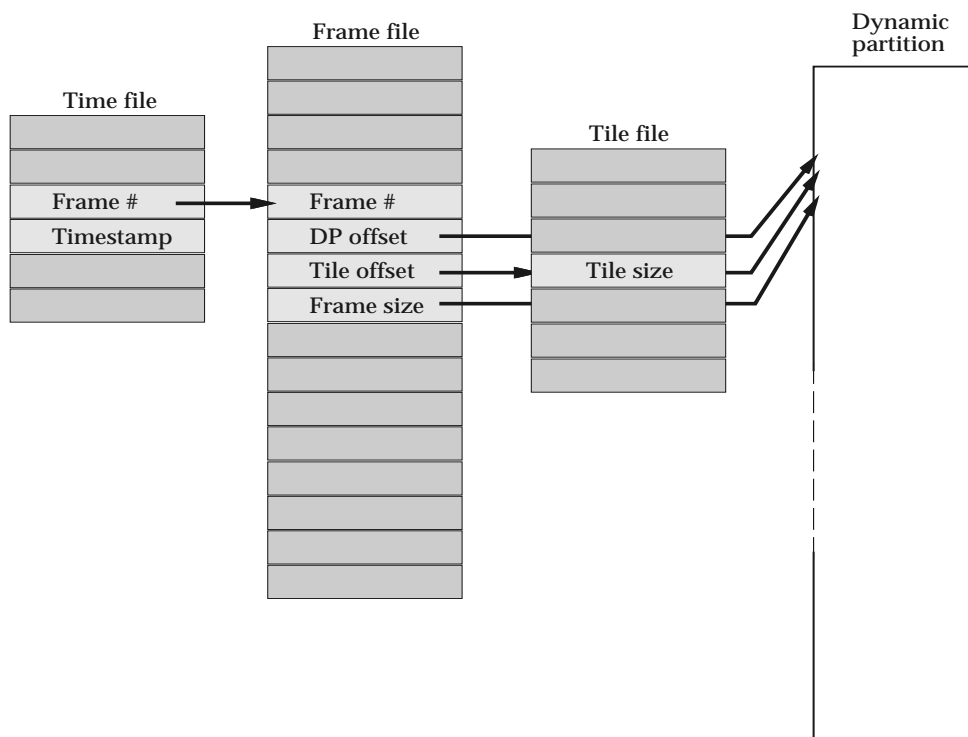 Time file
Frame #
Timestamp
Frame file
Frame #
DP offset
Tile offset
Frame size
Tile file
Tile size
Dynamic
partition